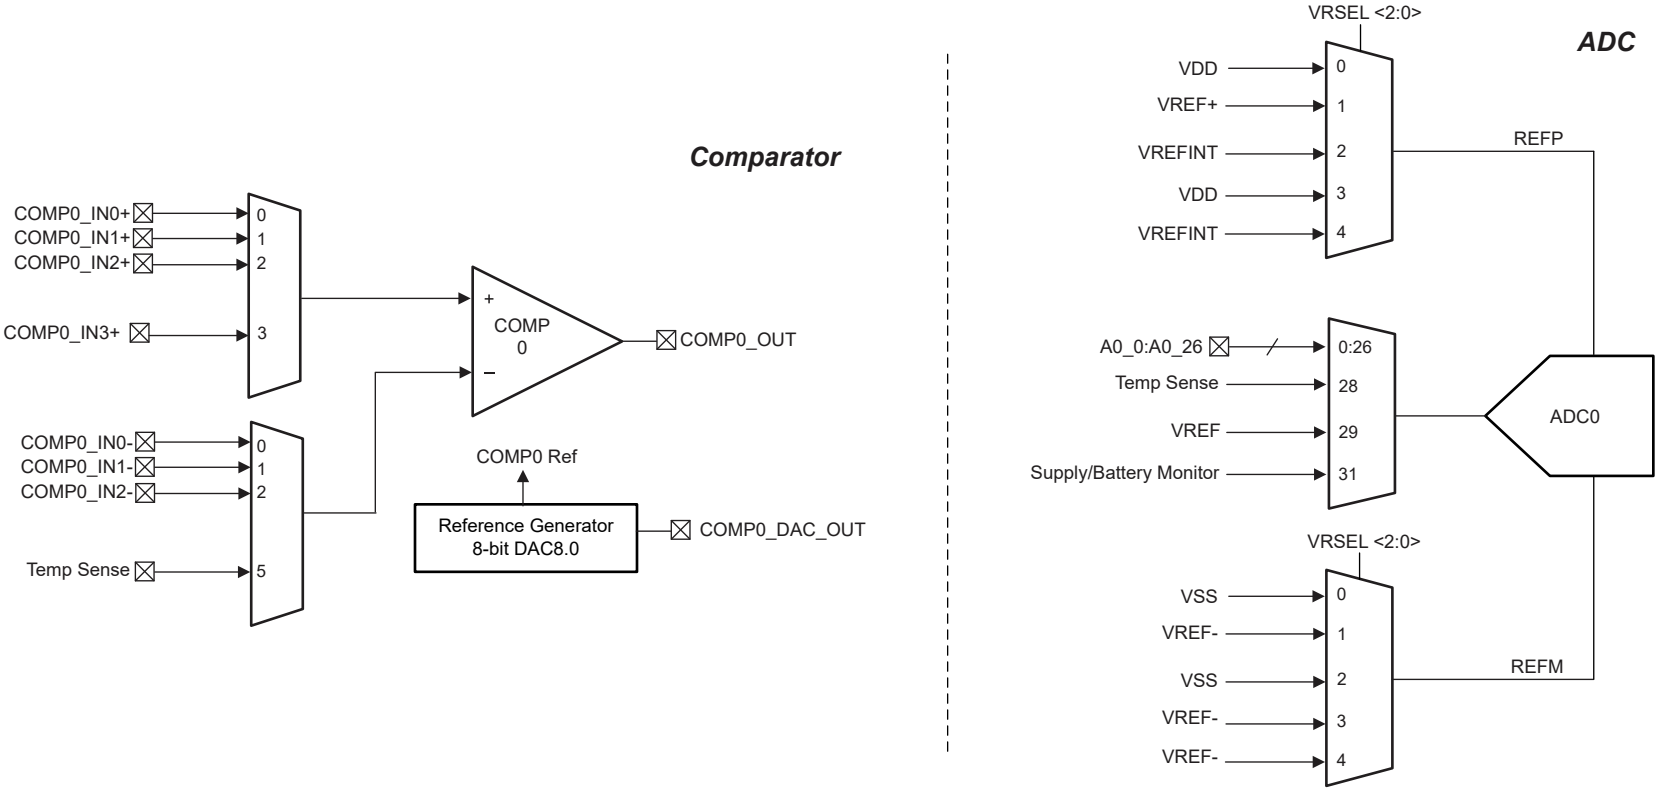 Comparator
COMP0_IN0+
0
COMP0_IN1+
1
COMP0_IN2+
2
COMP0_IN3+
3
+
COMP
0
–
COMP0_OUT
COMP0_IN0-
0
COMP0_IN1-
1
COMP0_IN2-
2
Temp Sense
5
COMP0 Ref
Reference Generator
8-bit DAC8.0
COMP0_DAC_OUT
ADC
VRSEL <2:0>
VDD
0
VREF+
1
VREFINT
2
VDD
3
VREFINT
4
REFP
A0_0:A0_26
0:26
Temp Sense
28
VREF
29
Supply/Battery Monitor
31
ADC0
VRSEL <2:0>
VSS
0
VREF-
1
VSS
2
VREF-
3
VREF-
4
REFM